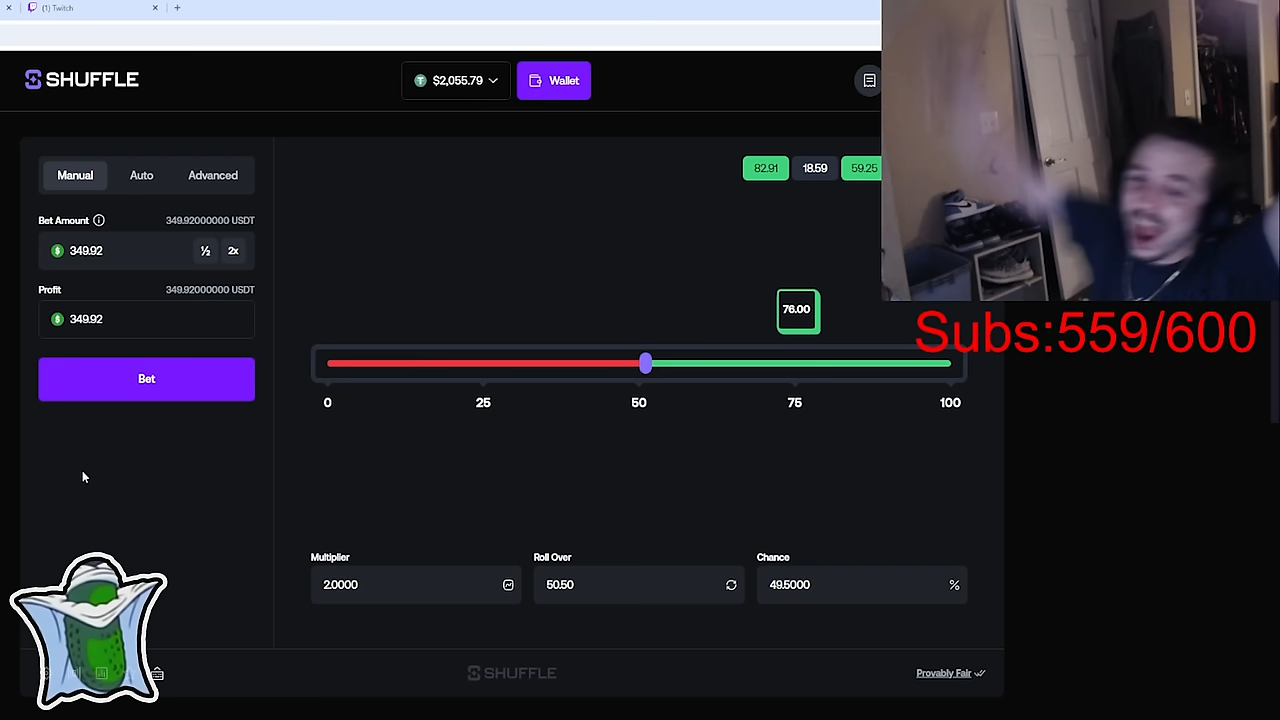 (1) Twitch
SHUFFLE
$2,055.79
Wallet
Manual
Auto
Advanced
82.91
18.59
59.25
Bet Amount
349.92000000 USDT
349.92
½
2x
Profit
349.92000000 USDT
349.92
76.00
Subs:559/600
Bet
0
25
50
75
100
Multiplier
Roll Over
Chance
2.0000
50.50
49.5000
%
SHUFFLE
Provably Fair